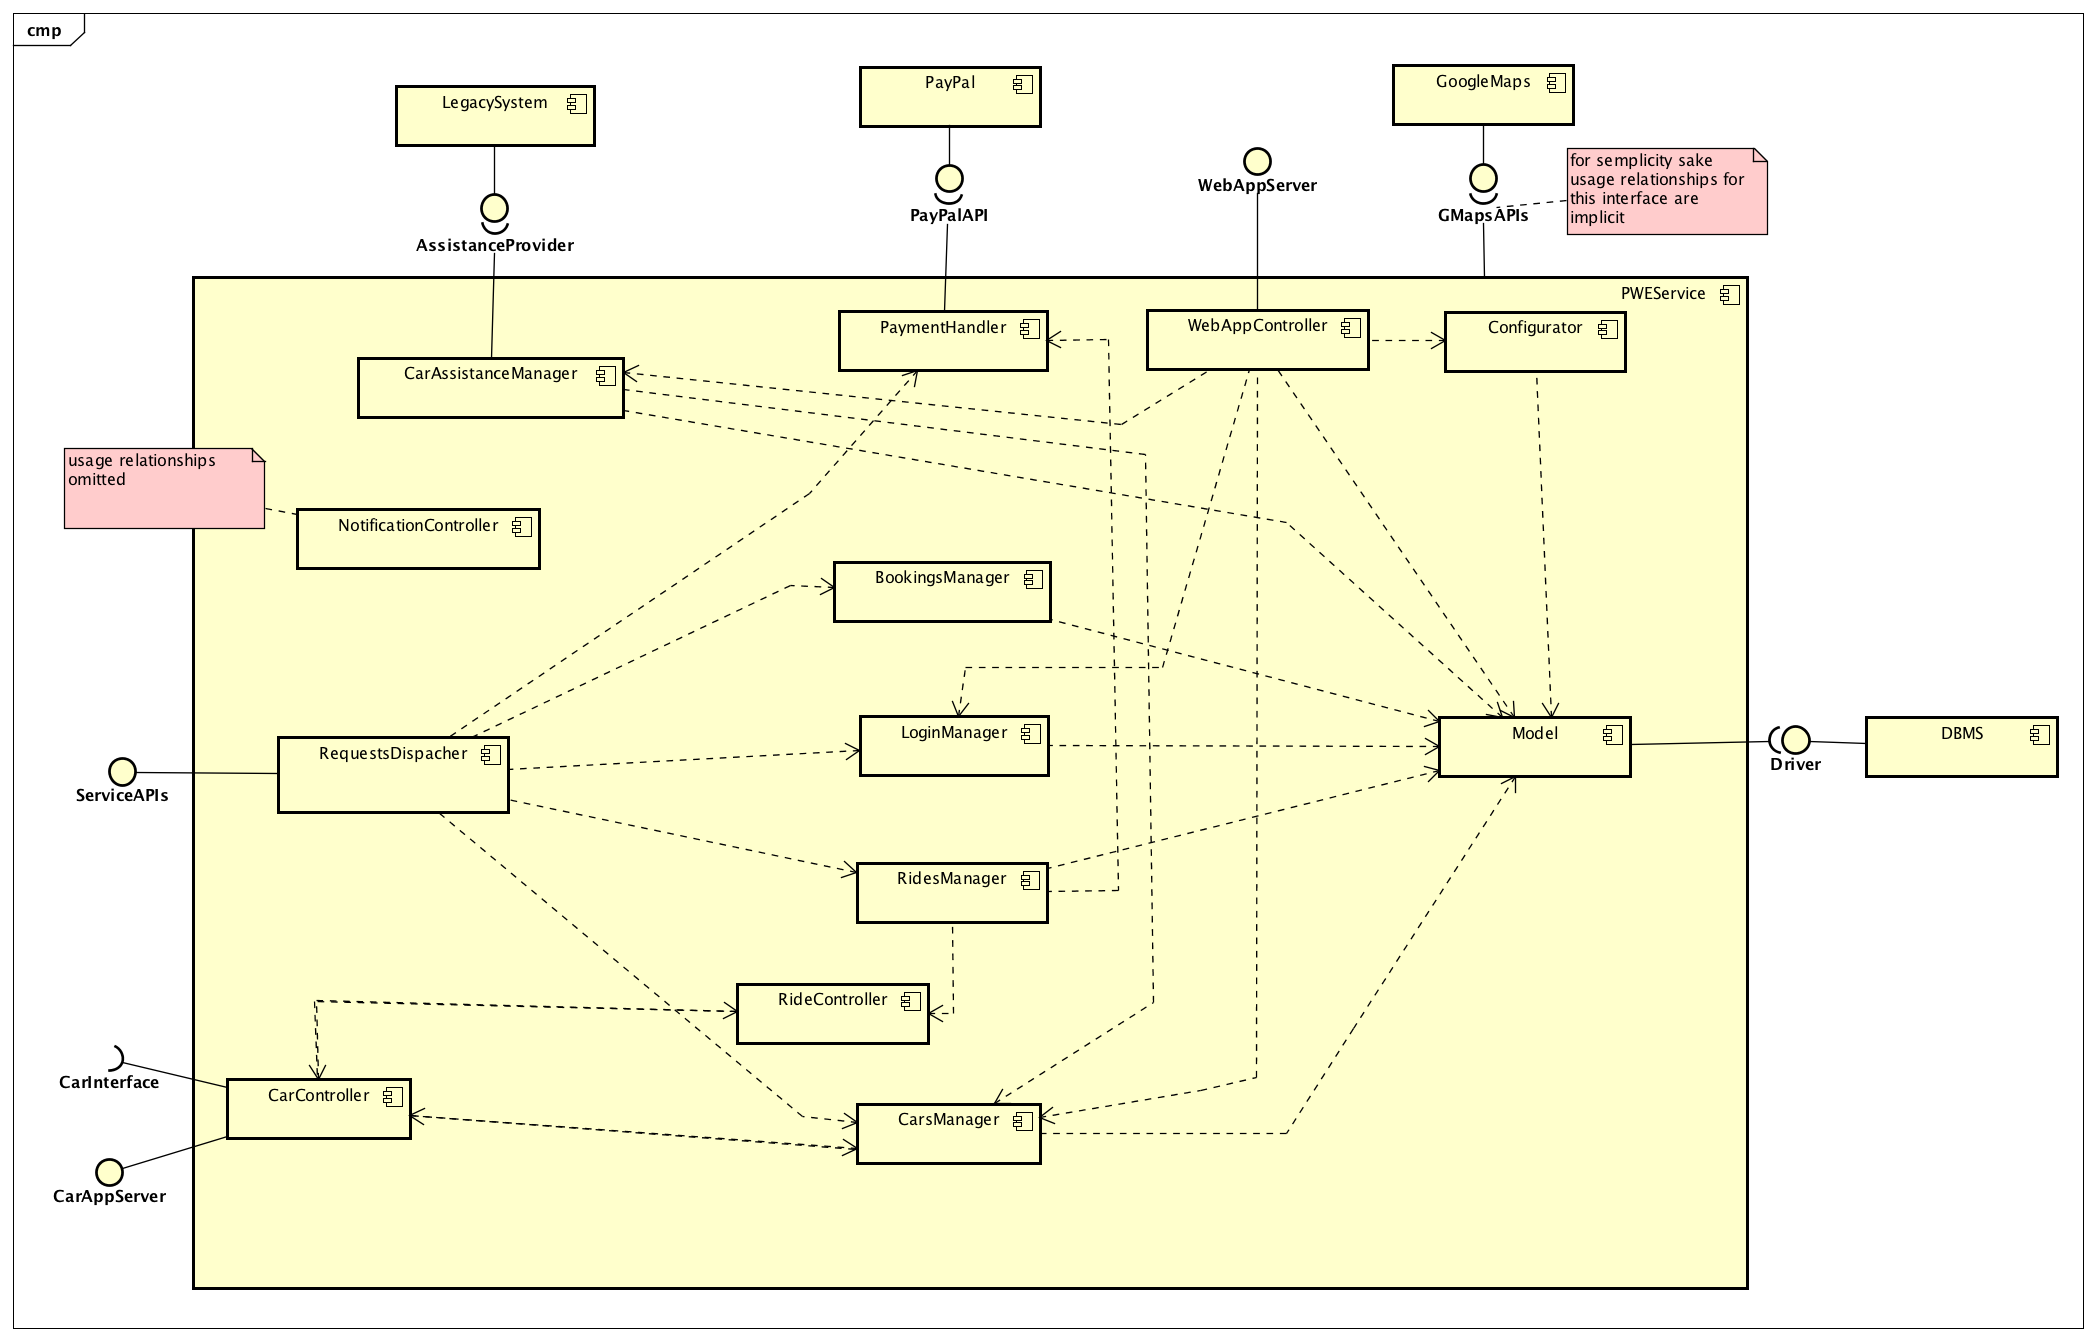 cmp
LegacySystem
PayPal
GoogleMaps
for semplicity sake
usage relationships for
this interface are
implicit
WebAppServer
PayPalAPI
GMapsAPIs
AssistanceProvider
PWEService
PaymentHandler
WebAppController
Configurator
CarAssistanceManager
usage relationships
omitted
NotificationController
BookingsManager
RequestsDispacher
LoginManager
Model
DBMS
Driver
ServiceAPIs
RidesManager
RideController
CarInterface
CarController
CarsManager
CarAppServer